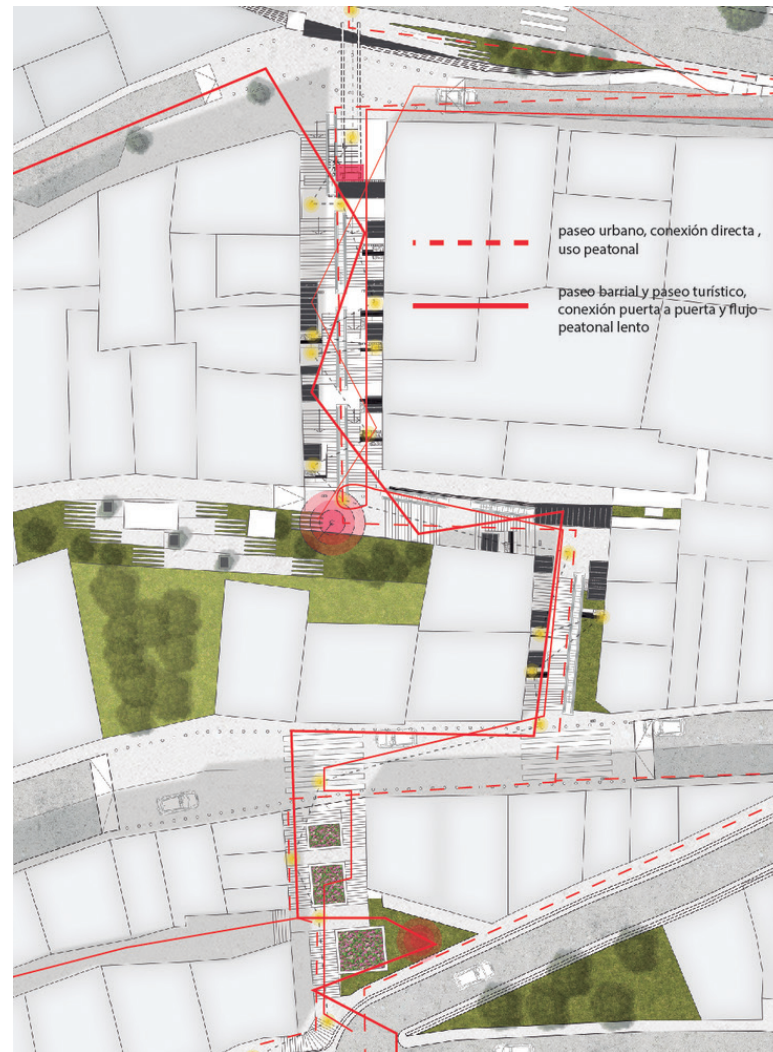 paseo urbano, conexión directa ,
uso peatonal
paseo barrial y paseo turístico,
conexión puerta a puerta y flujo
peatonal lento